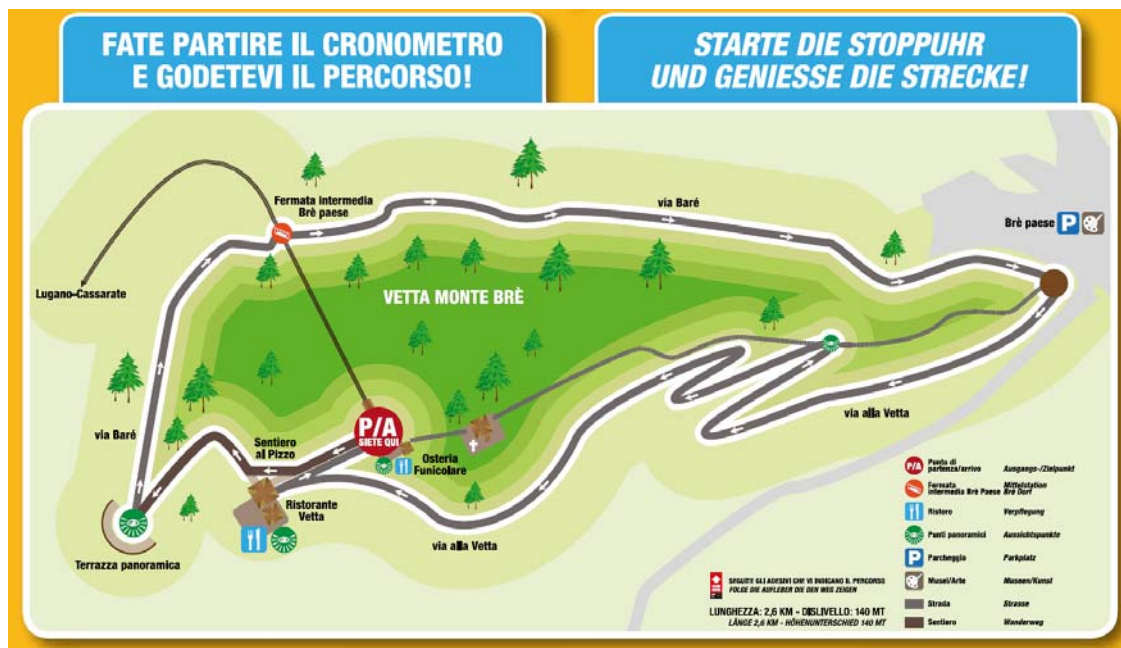 FATE PARTIRE IL CRONOMETRO
E GODETEVI IL PERCORSO!
STARTE DIE STOPPUHR
UND GENIESSE DIE STRECKE!
Fermata intermedia
Brè paese
via Baré
Brè paese
P
Lugano-Cassarate
VETTA MONTE BRÈ
via Baré
Sentiero
al Pizzo
P/A
SIETE QUI
Osteria
Funicolare
via alla Vetta
Ristorante
Vetta
via alla Vetta
Terrazza panoramica
P/A
Punto di
partenza/arrivo
Ausgangs-/Zielpunkt
Fermata
intermedia Brè Paese
Mittelstation
Brè Dorf
Ristoro
Verpflegung
Punti panoramici
Aussichtspunkte
P
Parcheggio
Parkplatz
Musei/Arte
Museen/Kunst
Strada
Strasse
Sentiero
Wanderweg
SEGUITE GLI ADESIVI CHE VI INDICANO IL PERCORSO
FOLGE DIE AUFLEBER DIE DEN WEG ZEIGEN
LUNGHEZZA: 2,6 KM - DISLIVELLO: 140 MT
LÄNGE 2,6 KM - HÖHENUNTERSCHIED 140 MT